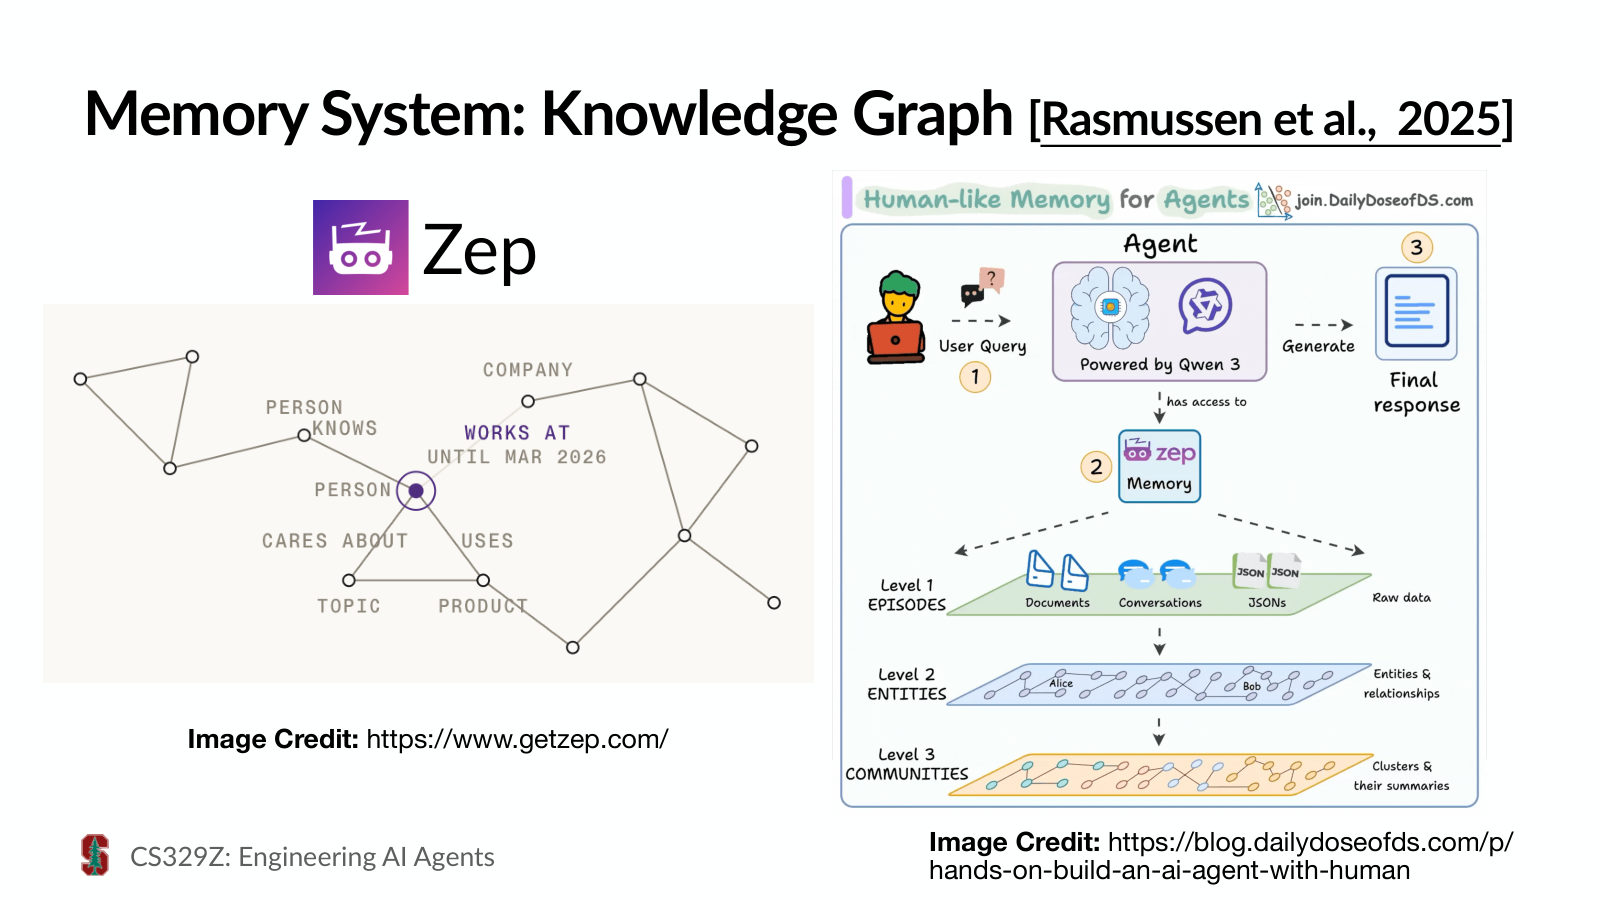 Memory System: Knowledge Graph [Rasmussen et al., 2025]
Zep
COMPANY
PERSON
KNOWS
WORKS AT
UNTIL MAR 2026
PERSON
CARES ABOUT
USES
TOPIC
PRODUCT
Image Credit: https://www.getzep.com/
Human-like Memory for Agents
join.DailyDoseofDS.com
Agent
3
User Query
1
Powered by Qwen 3
Generate
Final
response
has access to
2
zep
Memory
Level 1
EPISODES
Documents
Conversations
JSON
JSON
JSONs
Raw data
Level 2
ENTITIES
Alice
Bob
Entities &
relationships
Level 3
COMMUNITIES
Clusters &
their summaries
Image Credit: https://blog.dailydoseofds.com/p/
hands-on-build-an-ai-agent-with-human
CS329Z: Engineering AI Agents